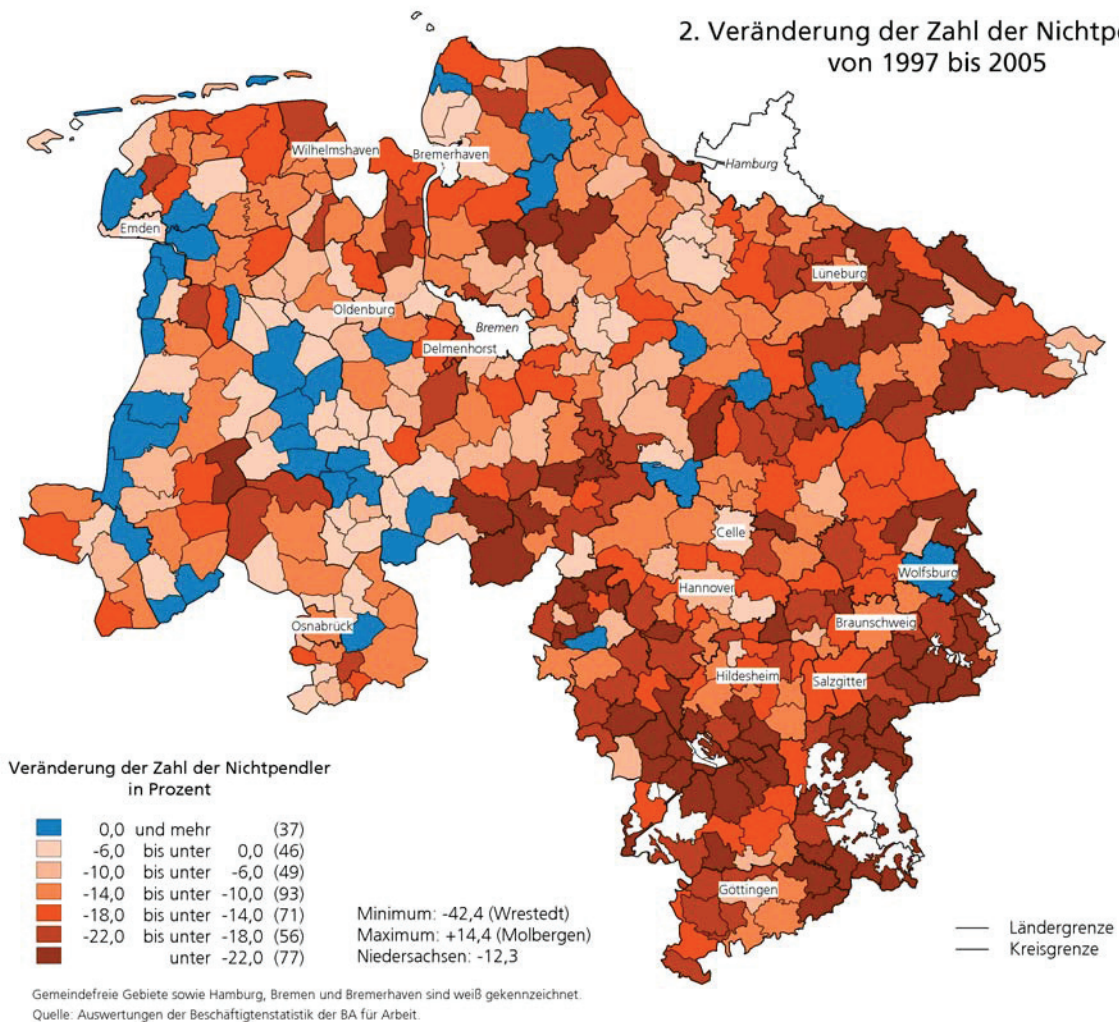 2. Veränderung der Zahl der Nichtpe
von 1997 bis 2005
Wilhelmshaven
Bremerhaven
Hamburg
Emden
Lüneburg
Oldenburg
Bremen
Delmenhorst
Celle
Wolfsburg
Hannover
Braunschweig
Osnabrück
Hildesheim
Salzgitter
Göttingen
Veränderung der Zahl der Nichtpendler
in Prozent
0,0 und mehr (37)
-6,0 bis unter 0,0 (46)
-10,0 bis unter -6,0 (49)
-14,0 bis unter -10,0 (93)
-18,0 bis unter -14,0 (71)
-22,0 bis unter -18,0 (56)
unter -22,0 (77)
Minimum: -42,4 (Wrestedt)
Maximum: +14,4 (Molbergen)
Niedersachsen: -12,3
Ländergrenze
Kreisgrenze
Gemeindefreie Gebiete sowie Hamburg, Bremen und Bremerhaven sind weiß gekennzeichnet.
Quelle: Auswertungen der Beschäftigtenstatistik der BA für Arbeit.